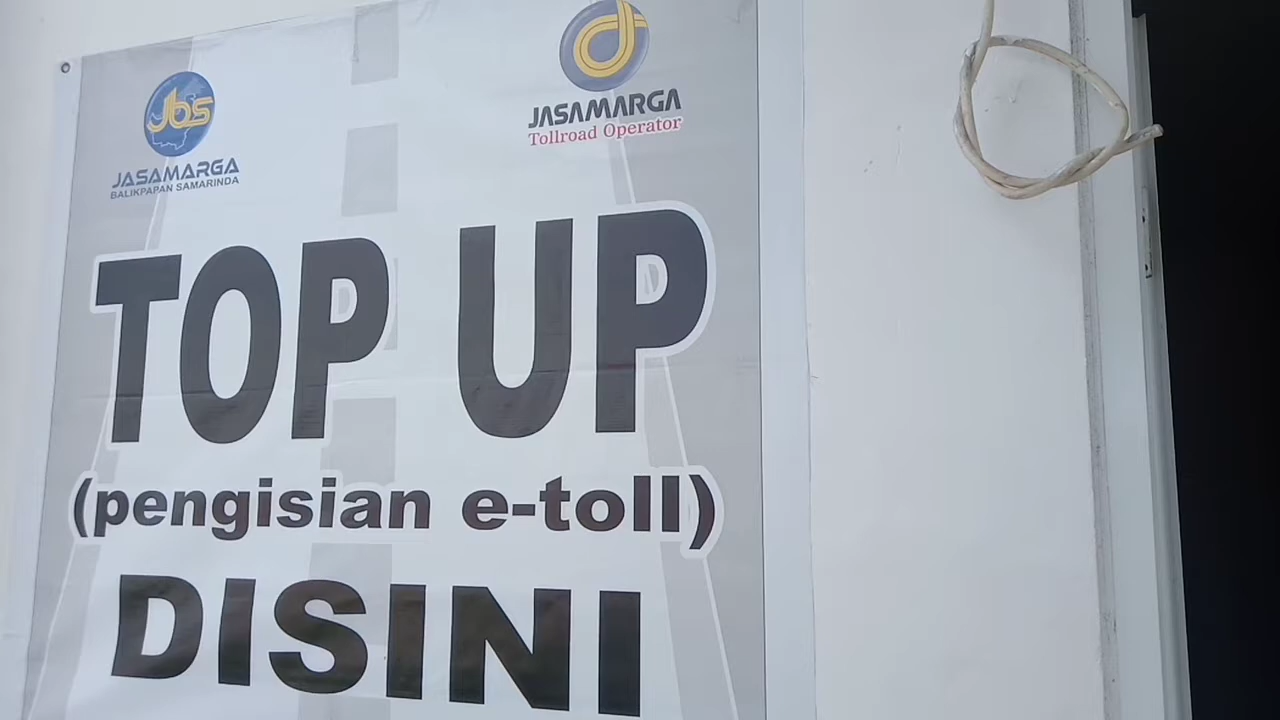 Jbs
JASAMARGA
BALIKPAPAN SAMARINDA
JASAMARGA
Tollroad Operator
TOP UP
(pengisian e-toll)
DISINI